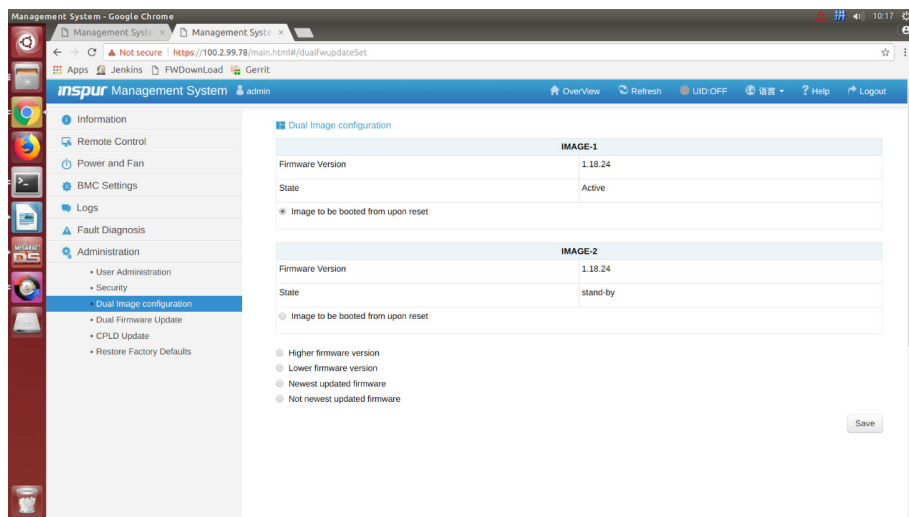 Management System - Google Chrome
拼 10:17
Management Syste × Management Syste ×
Not secure https://100.2.99.78/main.html#/dualfwupdateSet
Apps Jenkins FWDownLoad Gerrit
inspur Management System admin OverView Refresh UID:OFF 语言 ? Help Logout
Information
Remote Control
Power and Fan
BMC Settings
Logs
Fault Diagnosis
Administration
User Administration
Security
Dual Image configuration
Dual Firmware Update
CPLD Update
Restore Factory Defaults
Dual Image configuration
IMAGE-1
Firmware Version 1.18.24
State Active
Image to be booted from upon reset
IMAGE-2
Firmware Version 1.18.24
State stand-by
Image to be booted from upon reset
Higher firmware version
Lower firmware version
Newest updated firmware
Not newest updated firmware
Save